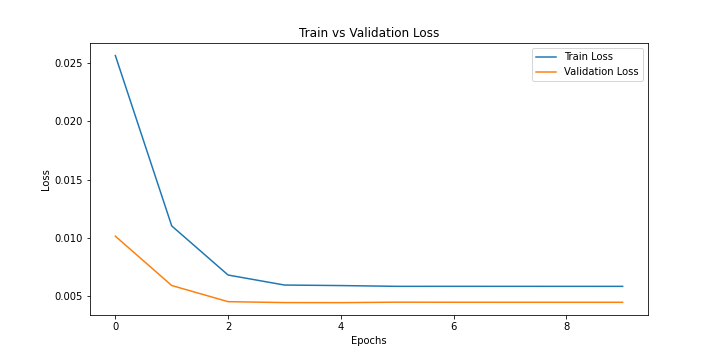 Train vs Validation Loss
Train Loss
Validation Loss
0.025
0.020
0.015
0.010
0.005
Loss
0 2 4 6 8
Epochs